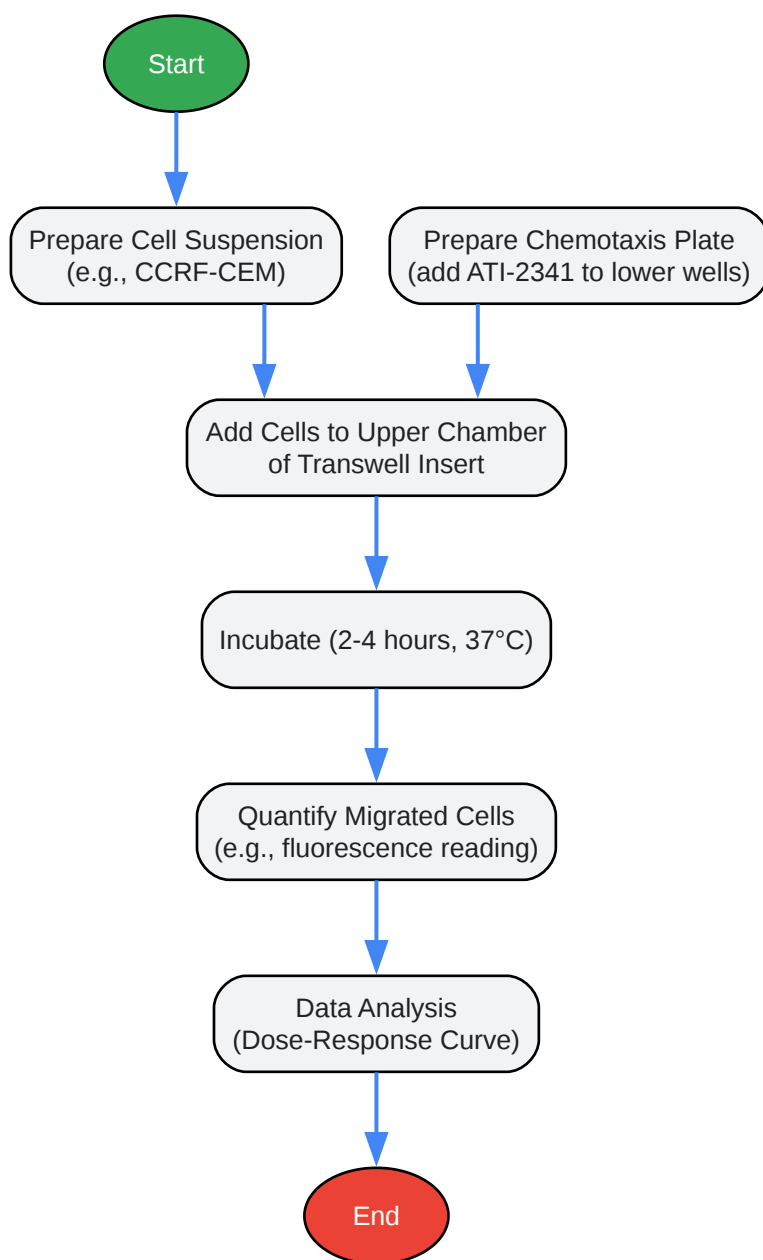 Start
Prepare Cell Suspension
(e.g., CCRF-CEM)
Prepare Chemotaxis Plate
(add ATI-2341 to lower wells)
Add Cells to Upper Chamber
of Transwell Insert
Incubate (2-4 hours, 37°C)
Quantify Migrated Cells
(e.g., fluorescence reading)
Data Analysis
(Dose-Response Curve)
End